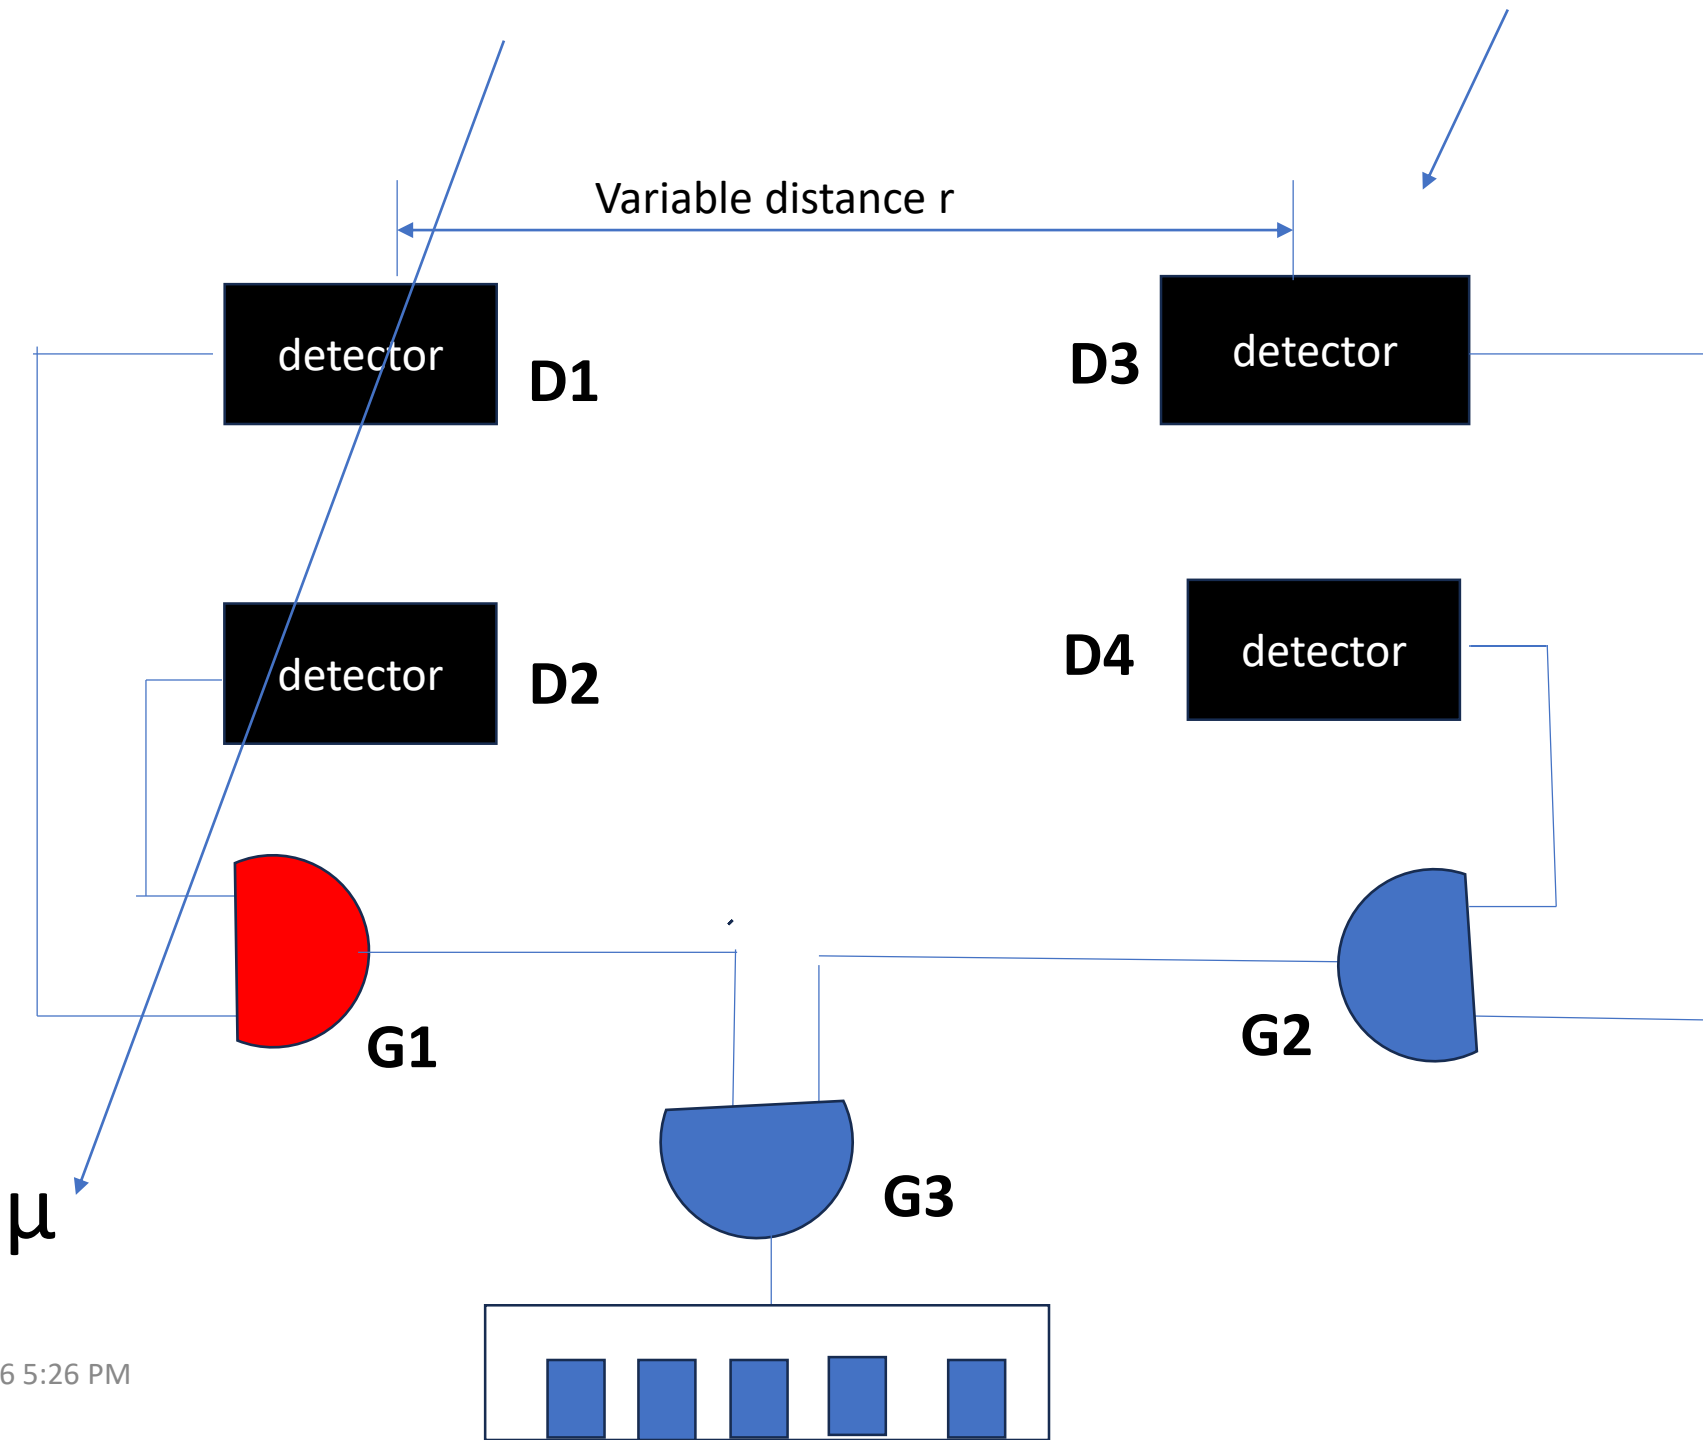 Variable distance r
detector
D1
D3
detector
detector
D2
D4
detector
G1
G2
μ
G3
6 5:26 PM